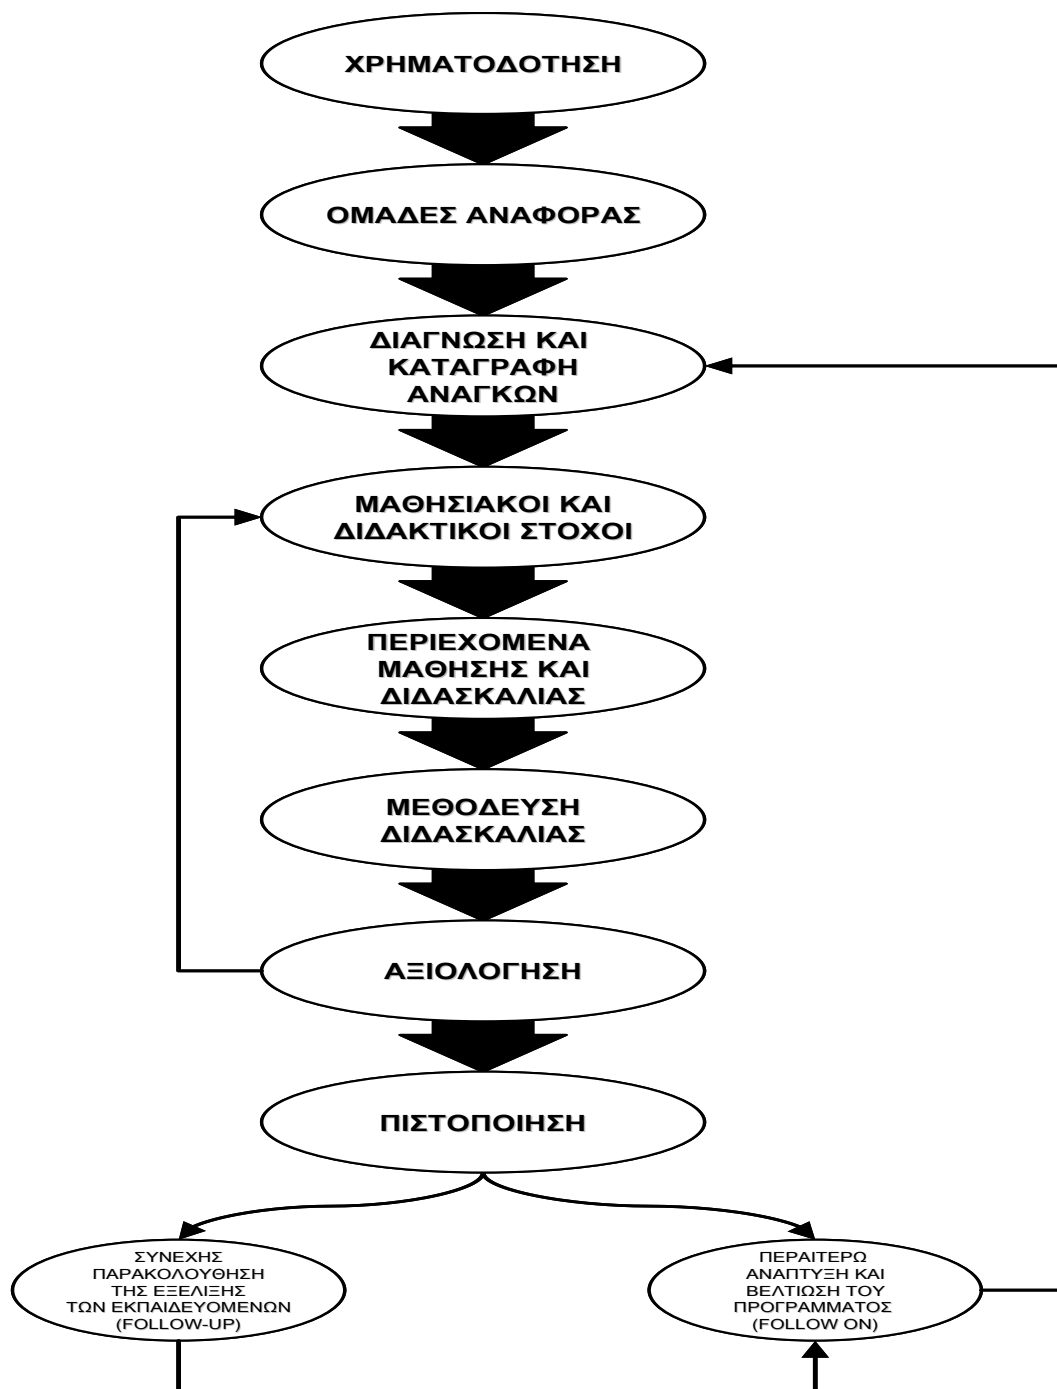 ΧΡΗΜΑΤΟΔΟΤΗΣΗ
ΟΜΑΔΕΣ ΑΝΑΦΟΡΑΣ
ΔΙΑΓΝΩΣΗ ΚΑΙ
ΚΑΤΑΓΡΑΦΗ
ΑΝΑΓΚΩΝ
ΜΑΘΗΣΙΑΚΟΙ ΚΑΙ
ΔΙΔΑΚΤΙΚΟΙ ΣΤΟΧΟΙ
ΠΕΡΙΕΧΟΜΕΝΑ
ΜΑΘΗΣΗΣ ΚΑΙ
ΔΙΔΑΣΚΑΛΙΑΣ
ΜΕΘΟΔΕΥΣΗ
ΔΙΔΑΣΚΑΛΙΑΣ
ΑΞΙΟΛΟΓΗΣΗ
ΠΙΣΤΟΠΟΙΗΣΗ
ΣΥΝΕΧΗΣ
ΠΑΡΑΚΟΛΟΥΘΗΣΗ
ΤΗΣ ΕΞΕΛΙΞΗΣ
ΤΩΝ ΕΚΠΑΙΔΕΥΟΜΕΝΩΝ
(FOLLOW-UP)
ΠΕΡΑΙΤΕΡΩ
ΑΝΑΠΤΥΞΗ ΚΑΙ
ΒΕΛΤΙΩΣΗ ΤΟΥ
ΠΡΟΓΡΑΜΜΑΤΟΣ
(FOLLOW ON)